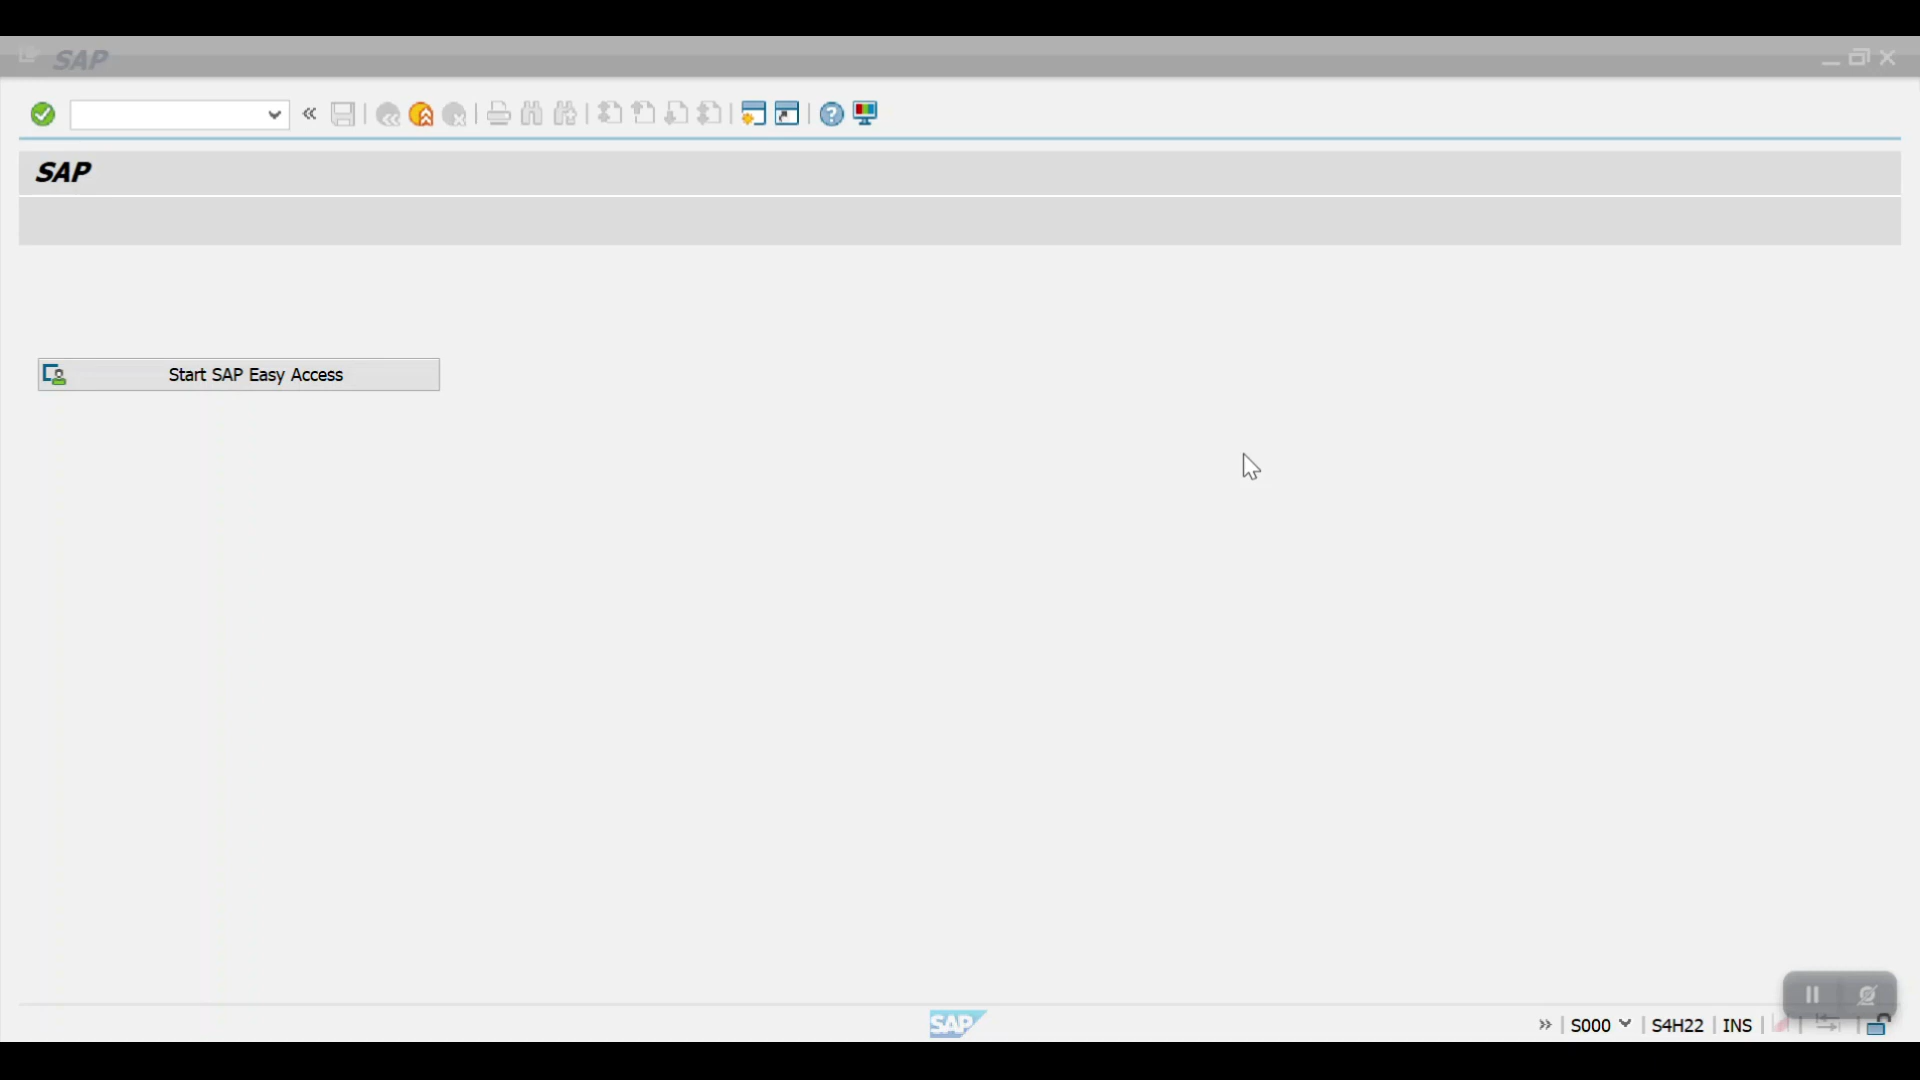 SAP
SAP
Start SAP Easy Access
SAP
S000
S4H22
INS